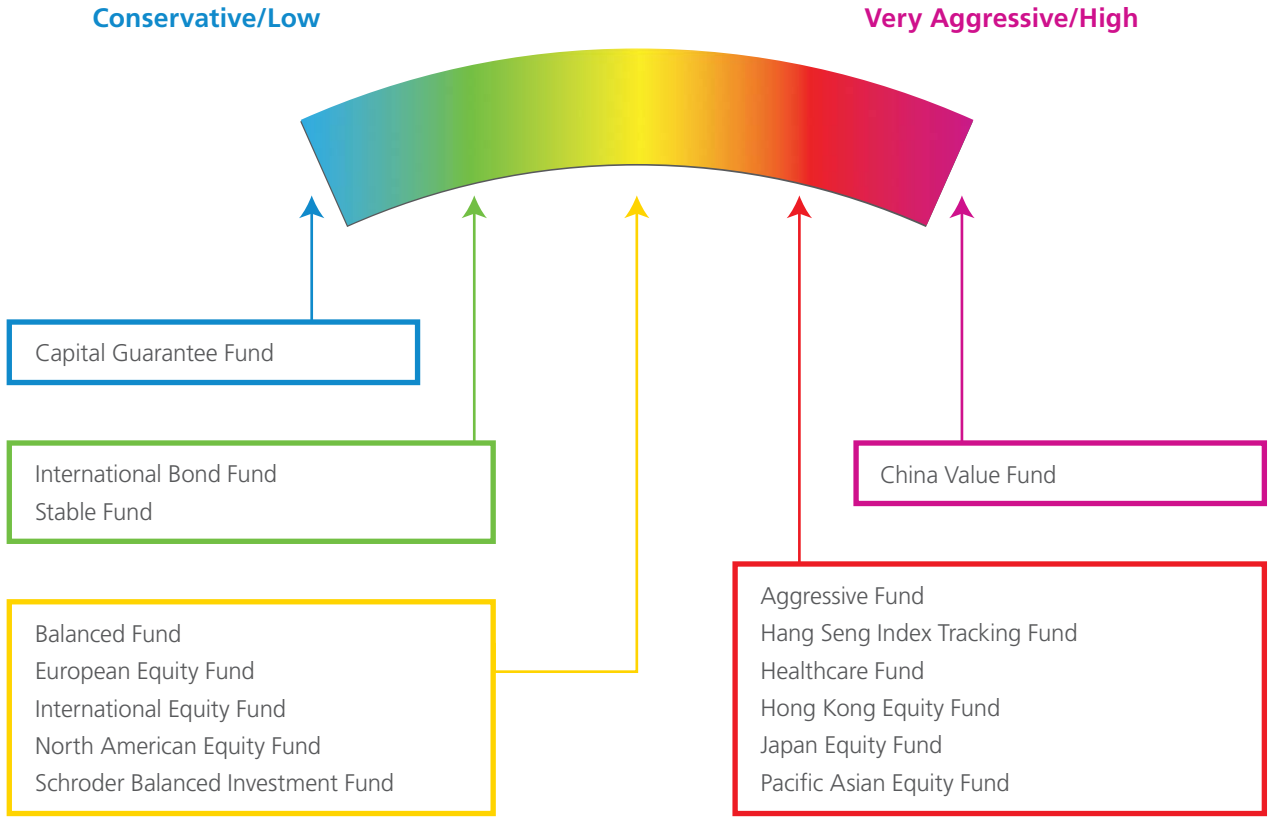 Conservative/Low
Very Aggressive/High
Capital Guarantee Fund
International Bond Fund
Stable Fund
Balanced Fund
European Equity Fund
International Equity Fund
North American Equity Fund
Schroder Balanced Investment Fund
China Value Fund
Aggressive Fund
Hang Seng Index Tracking Fund
Healthcare Fund
Hong Kong Equity Fund
Japan Equity Fund
Pacific Asian Equity Fund